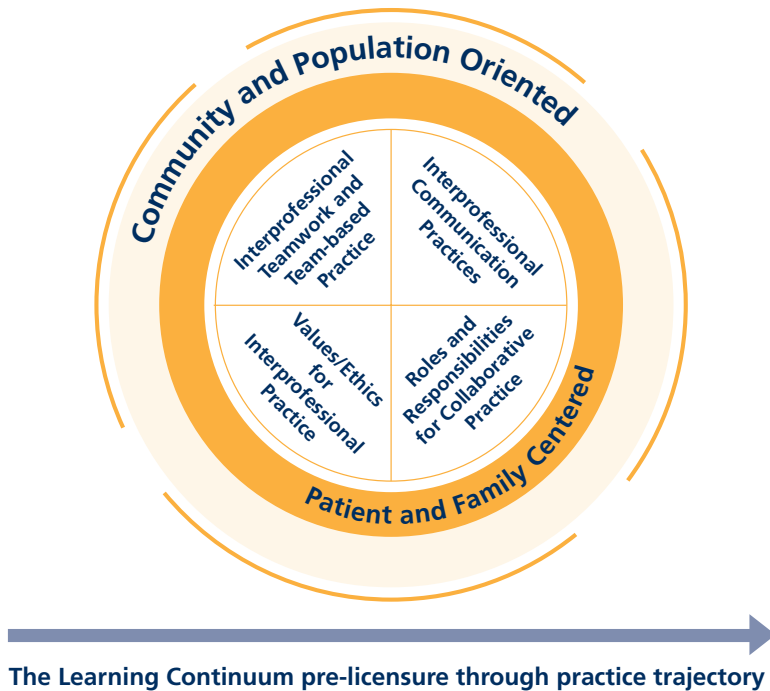 Community and Population Oriented
Interprofessional
Teamwork and
Team-based
Practice
Interprofessional
Communication
Practices
Values/Ethics
for
Interprofessional
Practice
Roles and
Responsibilities
for Collaborative
Practice
Patient and Family Centered
The Learning Continuum pre-licensure through practice trajectory